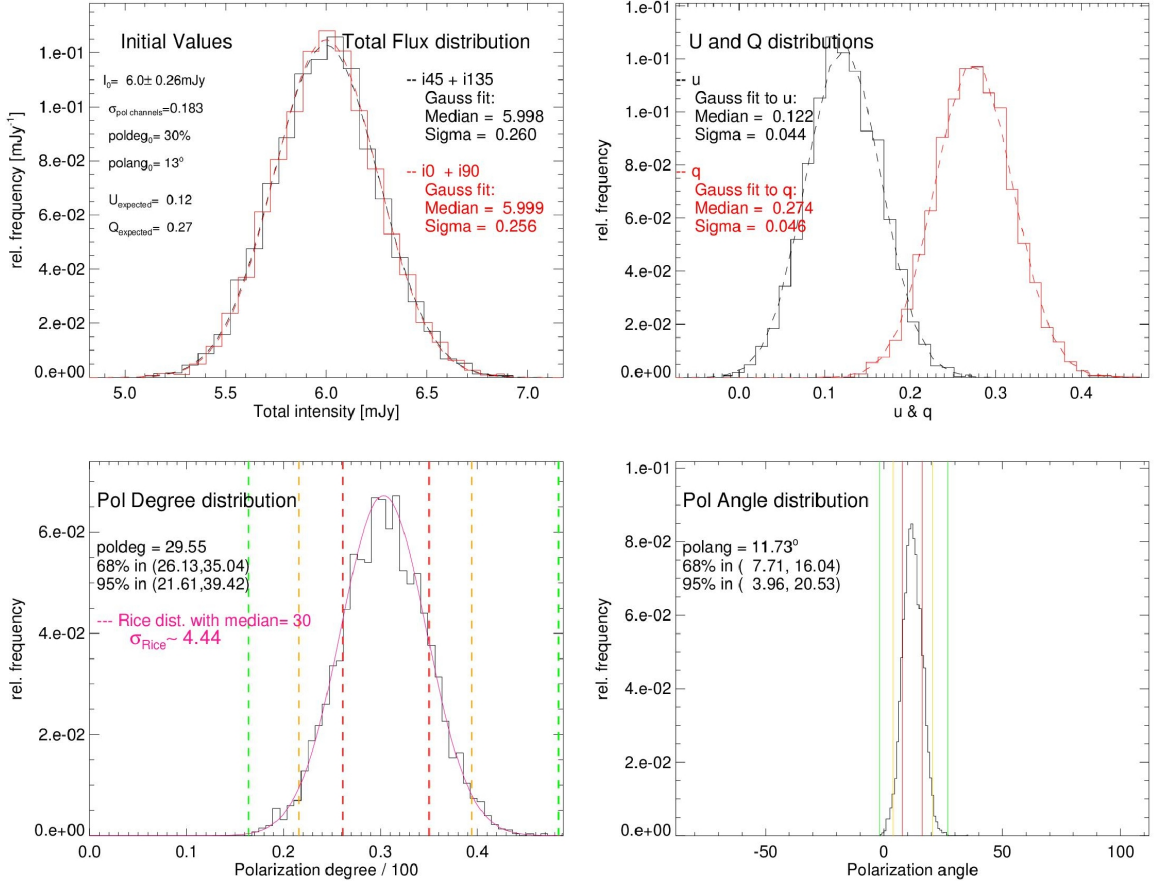 Initial Values
I0= 6.0± 0.26mJy
σpol channels=0.183
poldeg0= 30%
polang0= 13º
Uexpected= 0.12
Qexpected= 0.27
Total Flux distribution
-- i45 + i135
Gauss fit:
Median = 5.998
Sigma = 0.260
-- i0 + i90
Gauss fit:
Median = 5.999
Sigma = 0.256
rel. frequency [mJy-1]
1.e-01
1.e-01
8.e-02
6.e-02
4.e-02
2.e-02
0.e+00
5.0 5.5 6.0 6.5 7.0
Total intensity [mJy]
U and Q distributions
-- u
Gauss fit to u:
Median = 0.122
Sigma = 0.044
-- q
Gauss fit to q:
Median = 0.274
Sigma = 0.046
rel. frequency
1.e-01
1.e-01
8.e-02
6.e-02
4.e-02
2.e-02
0.e+00
0.0 0.1 0.2 0.3 0.4
u & q
Pol Degree distribution
poldeg = 29.55
68% in (26.13,35.04)
95% in (21.61,39.42)
--- Rice dist. with median= 30
σRice~ 4.44
rel. frequency
6.e-02
4.e-02
2.e-02
0.e+00
0.0 0.1 0.2 0.3 0.4
Polarization degree / 100
Pol Angle distribution
polang = 11.73º
68% in ( 7.71, 16.04)
95% in ( 3.96, 20.53)
rel. frequency
1.e-01
8.e-02
6.e-02
4.e-02
2.e-02
0.e+00
-50 0 50 100
Polarization angle